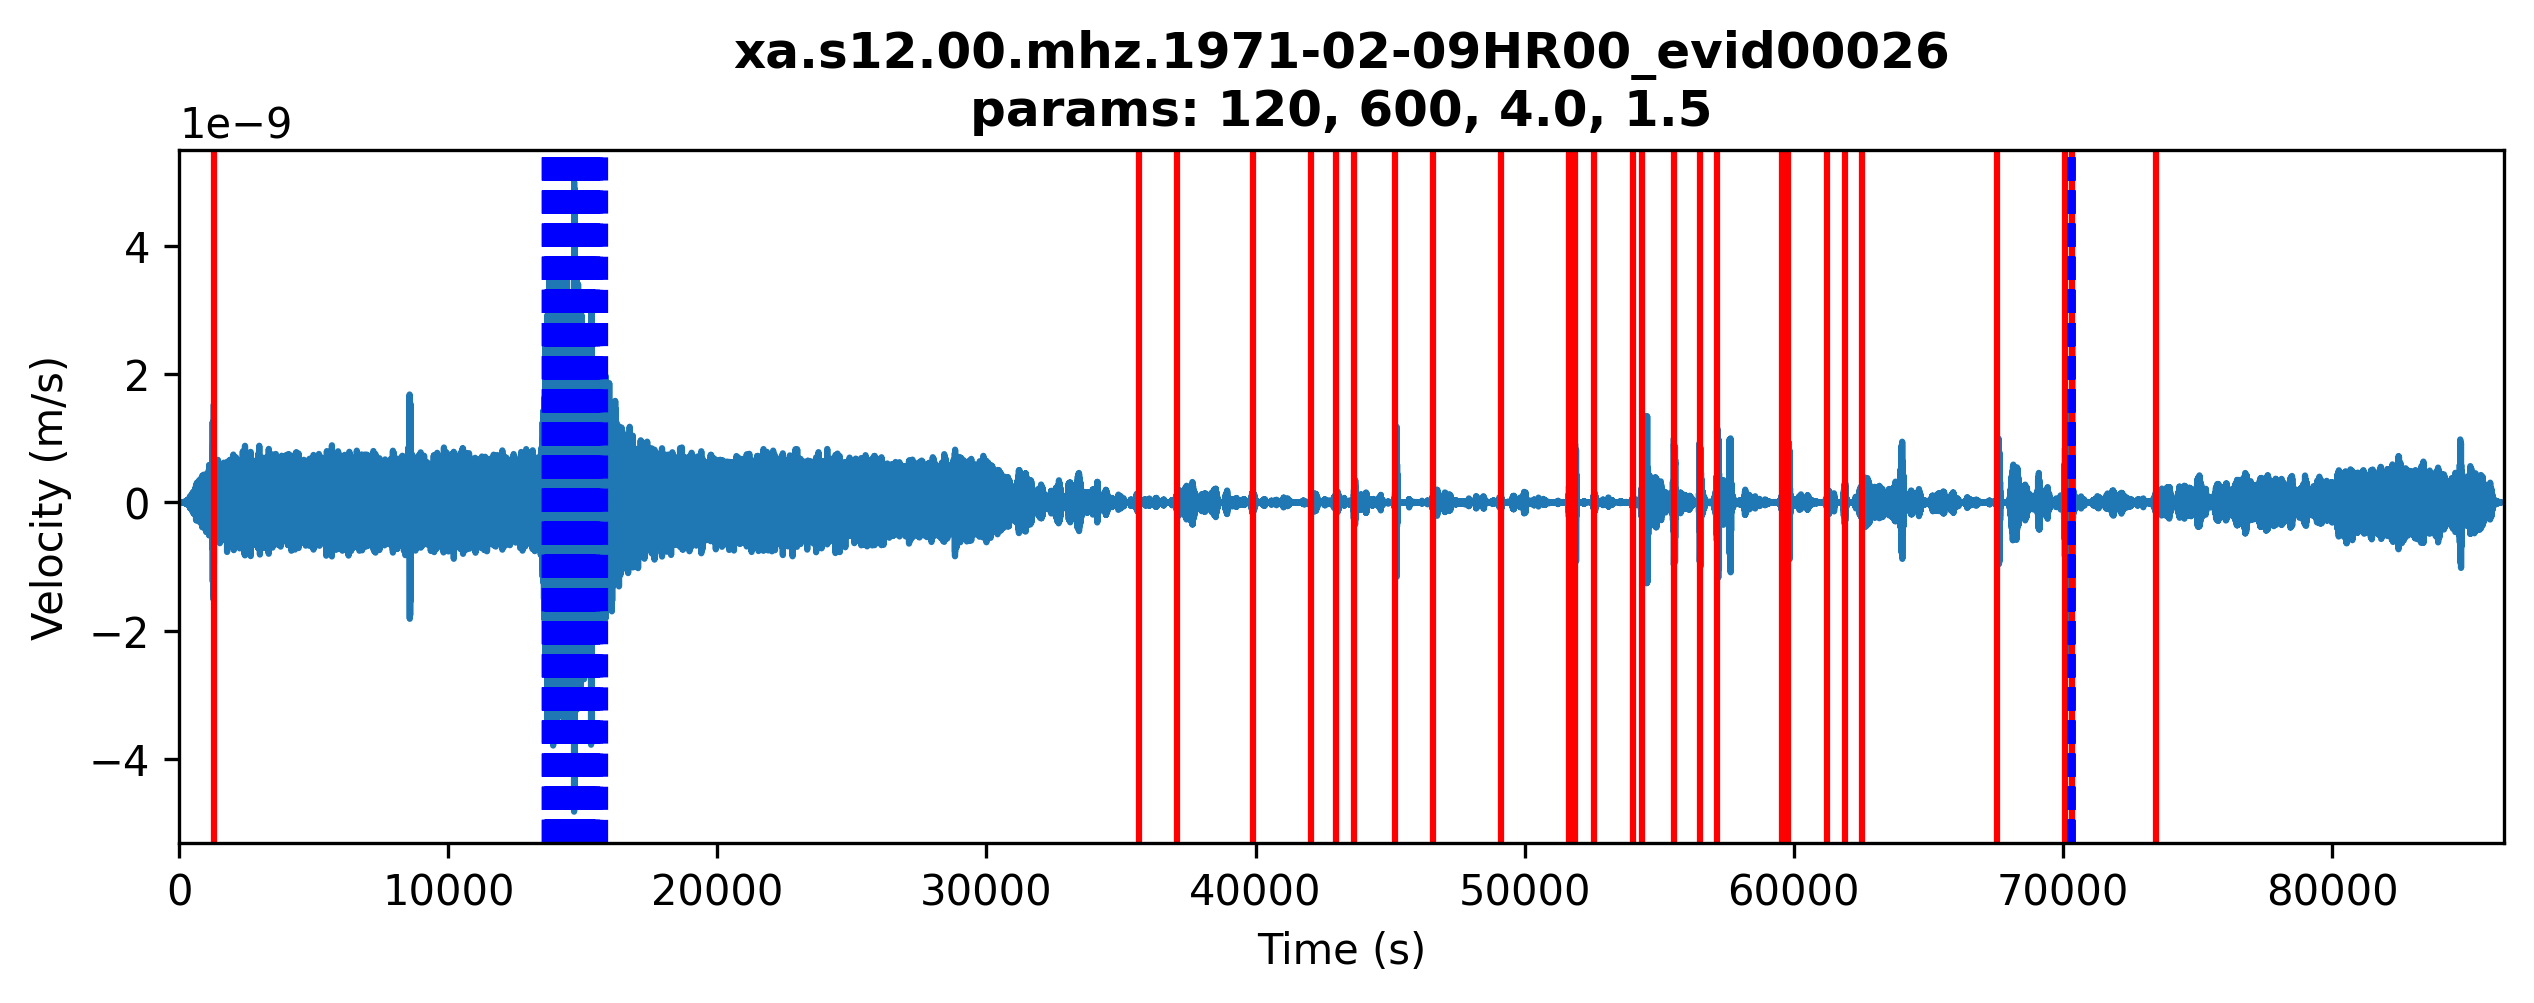 xa.s12.00.mhz.1971-02-09HR00_evid00026
params: 120, 600, 4.0, 1.5
1e−9
4
2
0
−2
−4
Velocity (m/s)
0 10000 20000 30000 40000 50000 60000 70000 80000
Time (s)